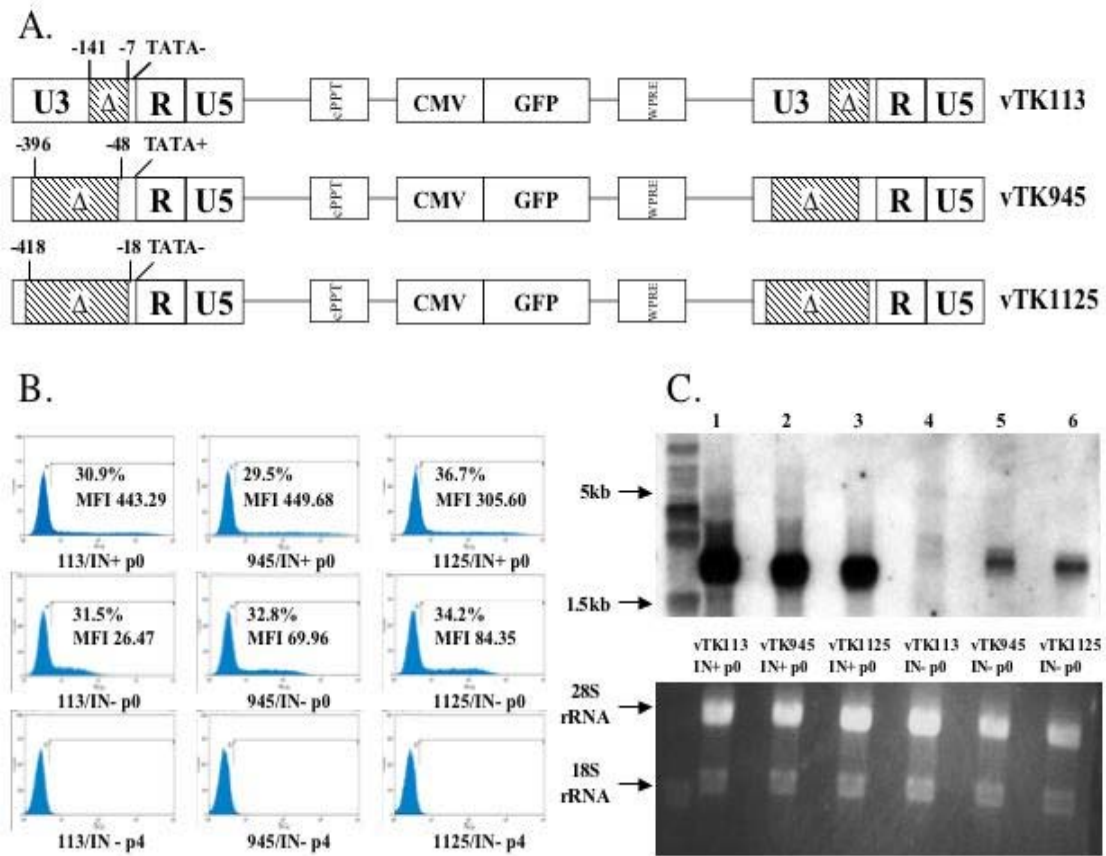 A.
-141 -7 TATA-
U3 Δ R U5 cPPT CMV GFP WPRE U3 Δ R U5 vTK113
-396 -48 TATA+
Δ R U5 cPPT CMV GFP WPRE Δ R U5 vTK945
-418 -18 TATA-
Δ R U5 cPPT CMV GFP WPRE Δ R U5 vTK1125
B.
30.9%
MFI 443.29
113/IN+ p0
29.5%
MFI 449.68
945/IN+ p0
36.7%
MFI 305.60
1125/IN+ p0
31.5%
MFI 26.47
113/IN- p0
32.8%
MFI 69.96
945/IN- p0
34.2%
MFI 84.35
1125/IN- p0
113/IN - p4
945/IN- p4
1125/IN- p4
C.
1 2 3 4 5 6
5kb
1.5kb
vTK113 vTK945 vTK1125 vTK113 vTK945 vTK1125
IN+ p0 IN+ p0 IN+ p0 IN- p0 IN- p0 IN- p0
28S
rRNA
18S
rRNA